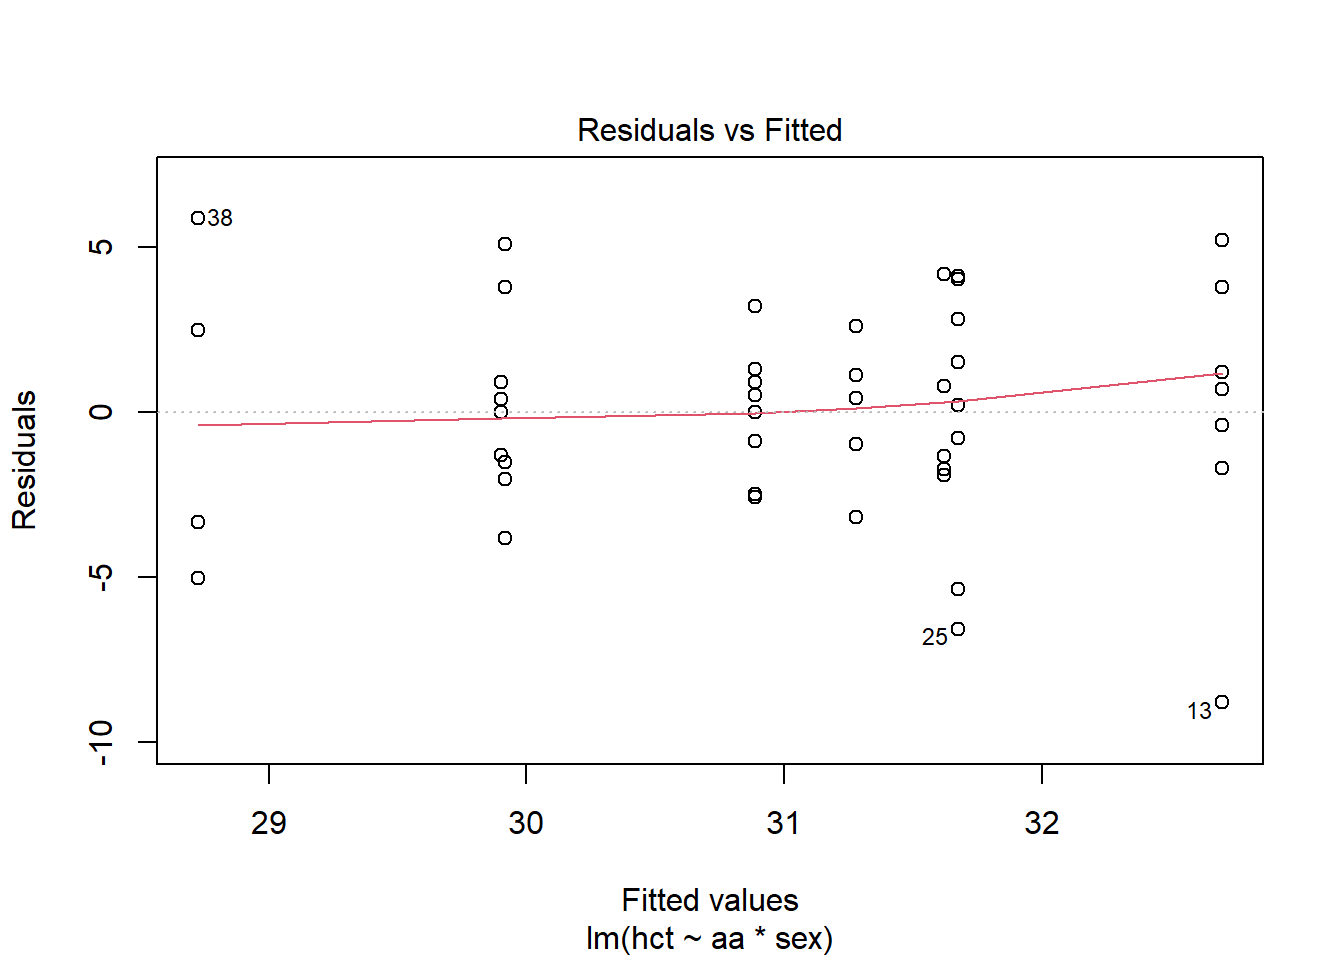 Residuals vs Fitted
Residuals
5
0
-5
-10
38
25
13
29 30 31 32
Fitted values
lm(hct ~ aa * sex)